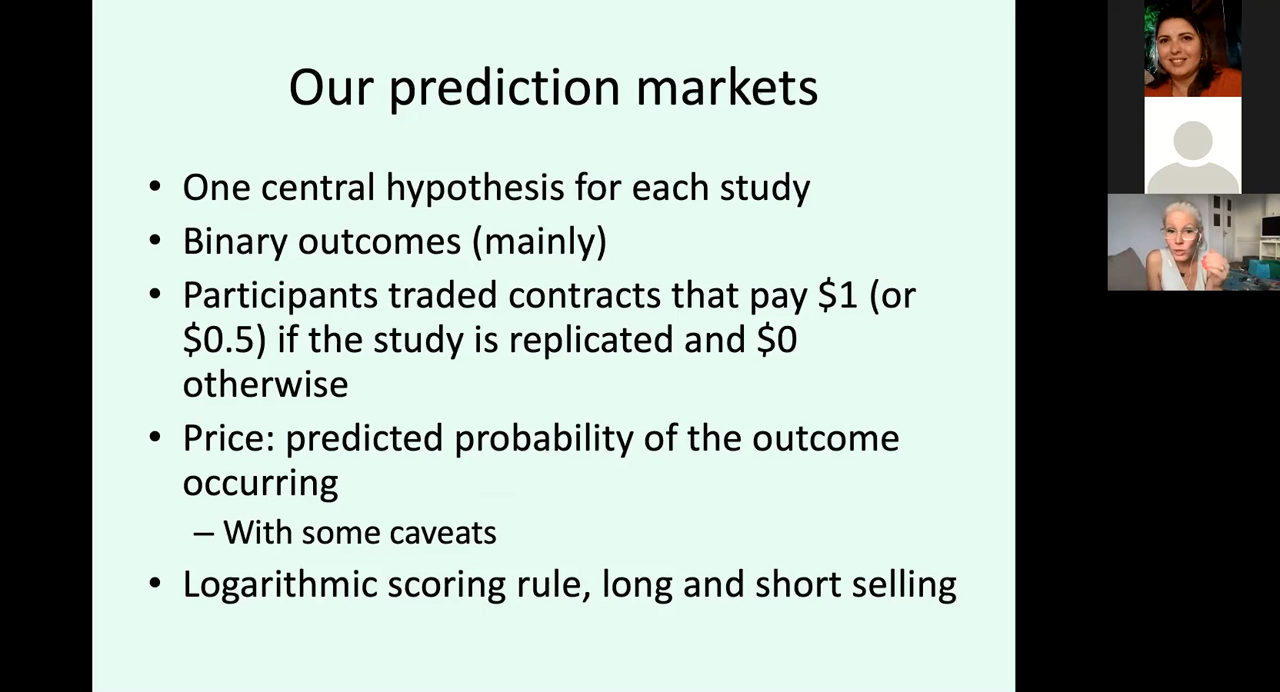 Our prediction markets
• One central hypothesis for each study
• Binary outcomes (mainly)
• Participants traded contracts that pay $1 (or
$0.5) if the study is replicated and $0
otherwise
• Price: predicted probability of the outcome
occurring
– With some caveats
• Logarithmic scoring rule, long and short selling